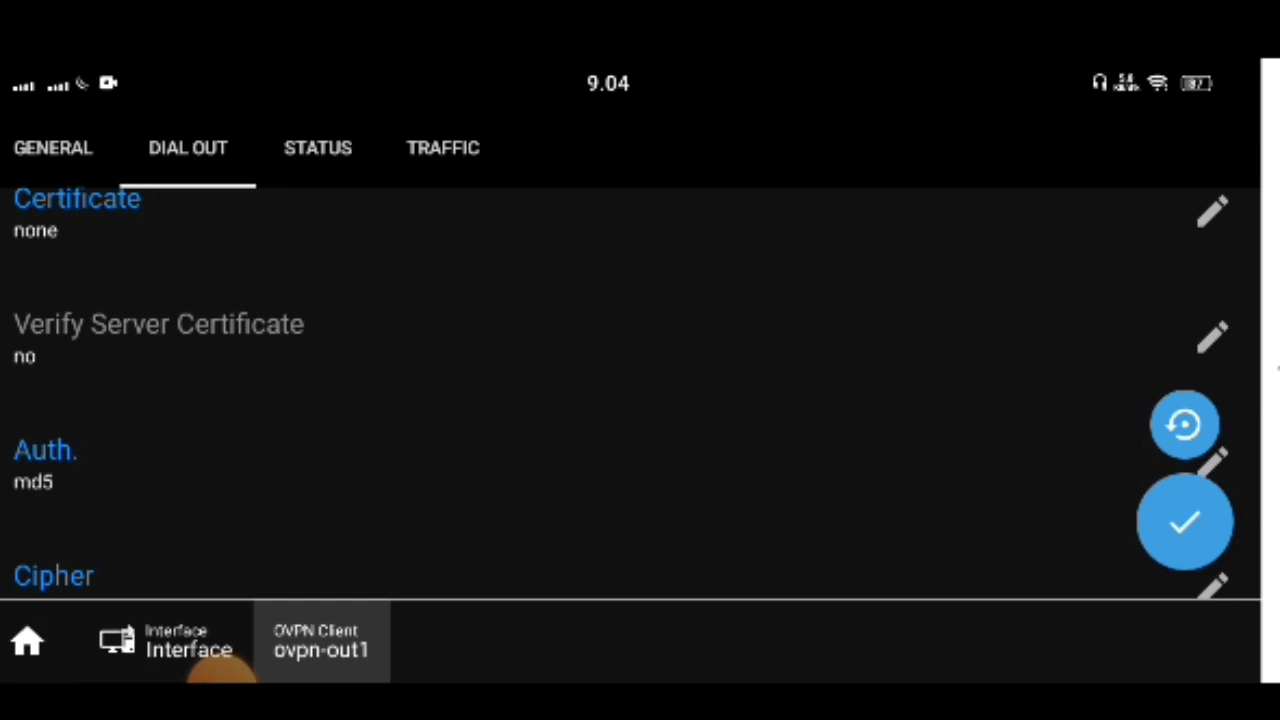 9.04
GENERAL DIAL OUT STATUS TRAFFIC
Certificate
none
Verify Server Certificate
no
Auth.
md5
Cipher
Interface
Interface
OVPN Client
ovpn-out1